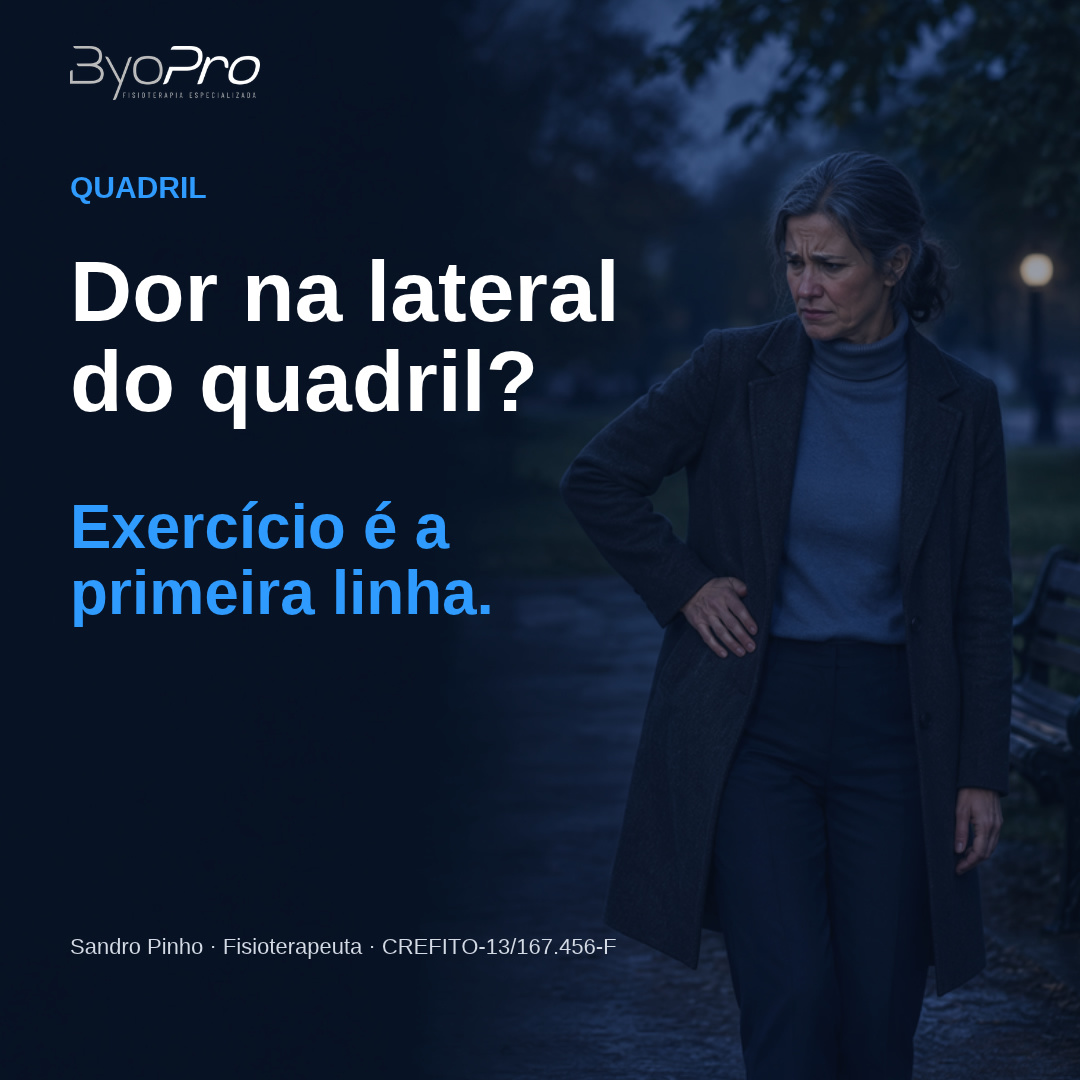 ByoPro
FISIOTERAPIA ESPECIALIZADA
QUADRIL
Dor na lateral
do quadril?
Exercício é a
primeira linha.
Sandro Pinho · Fisioterapeuta · CREFITO-13/167.456-F